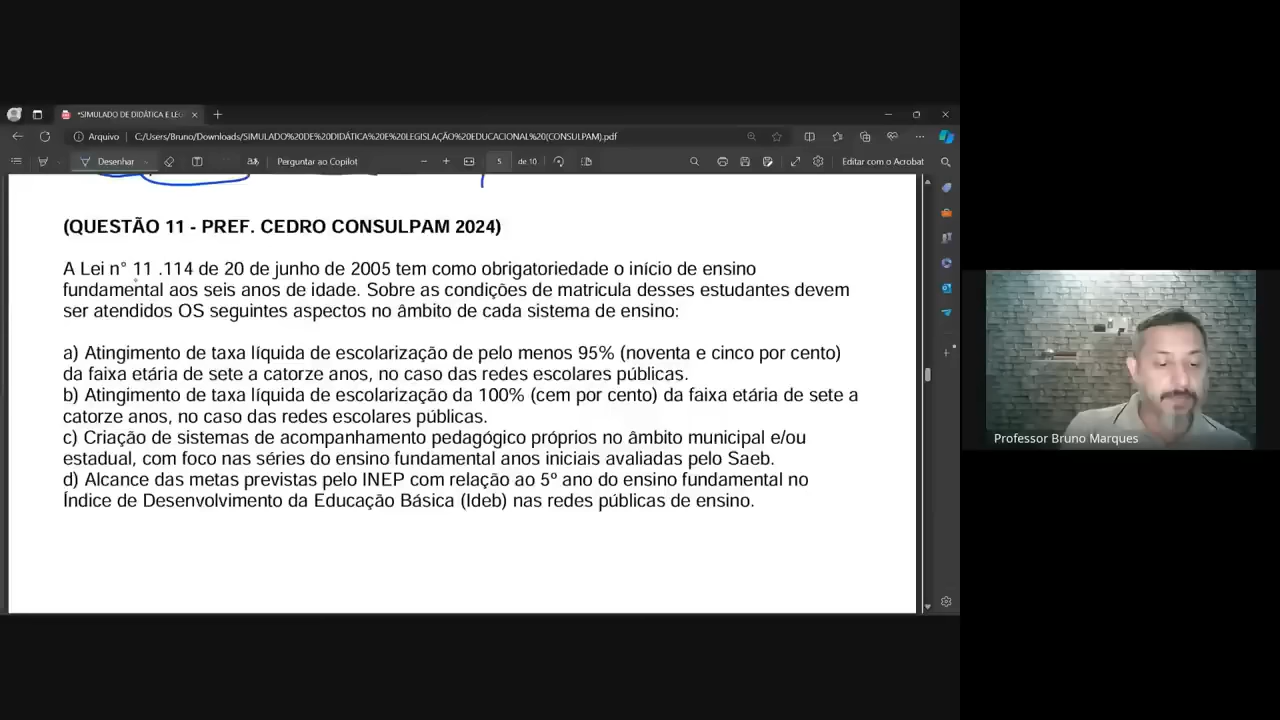 *SIMULADO DE DIDÁTICA E LEG
Arquivo
C:/Users/Bruno/Downloads/SIMULADO%20DE%20DIDÁTICA%20E%20LEGISLAÇÃO%20EDUCACIONAL%20(CONSULPAM).pdf
Desenhar
Perguntar ao Copilot
5
de 10
Editar com o Acrobat
(QUESTÃO 11 - PREF. CEDRO CONSULPAM 2024)
A Lei n° 11 .114 de 20 de junho de 2005 tem como obrigatoriedade o início de ensino
fundamental aos seis anos de idade. Sobre as condições de matricula desses estudantes devem
ser atendidos OS seguintes aspectos no âmbito de cada sistema de ensino:
a) Atingimento de taxa líquida de escolarização de pelo menos 95% (noventa e cinco por cento)
da faixa etária de sete a catorze anos, no caso das redes escolares públicas.
b) Atingimento de taxa líquida de escolarização da 100% (cem por cento) da faixa etária de sete a
catorze anos, no caso das redes escolares públicas.
c) Criação de sistemas de acompanhamento pedagógico próprios no âmbito municipal e/ou
estadual, com foco nas séries do ensino fundamental anos iniciais avaliadas pelo Saeb.
d) Alcance das metas previstas pelo INEP com relação ao 5º ano do ensino fundamental no
Índice de Desenvolvimento da Educação Básica (Ideb) nas redes públicas de ensino.
Professor Bruno Marques